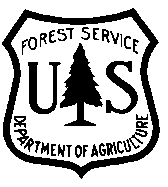 FOREST SERVICE
U S
DEPARTMENT OF AGRICULTURE